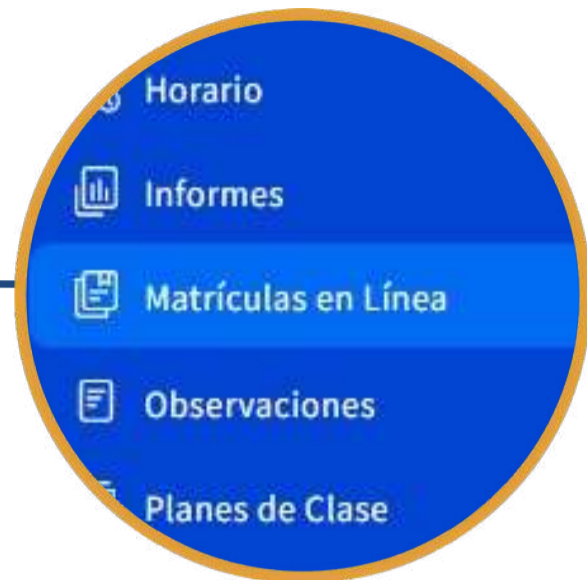 Horario
Informes
Matrículas en Línea
Observaciones
Planes de Clase